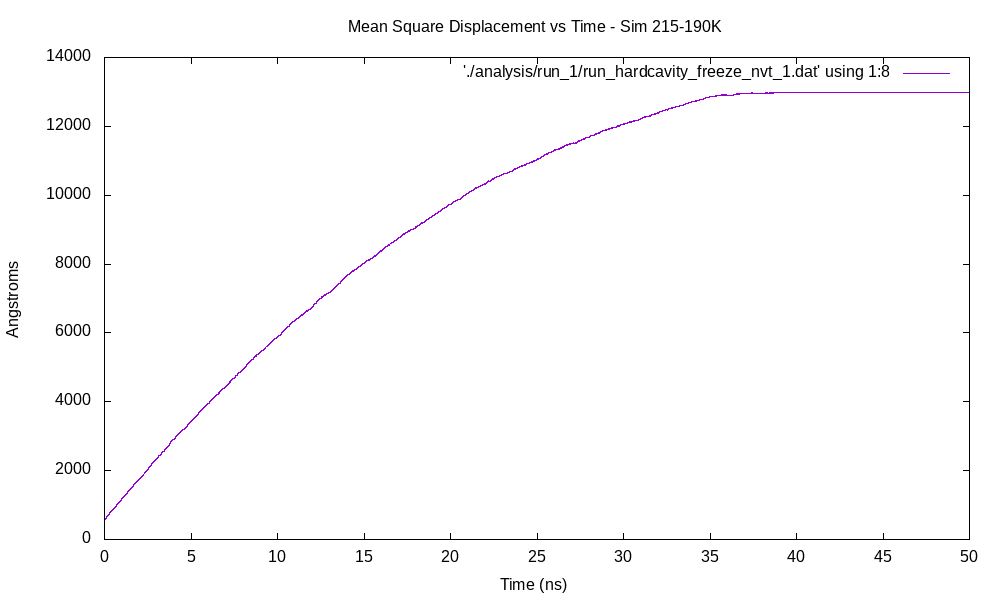 Mean Square Displacement vs Time - Sim 215-190K
'./analysis/run_1/run_hardcavity_freeze_nvt_1.dat' using 1:8
14000
12000
10000
8000
6000
4000
2000
0
Angstroms
0 5 10 15 20 25 30 35 40 45 50
Time (ns)